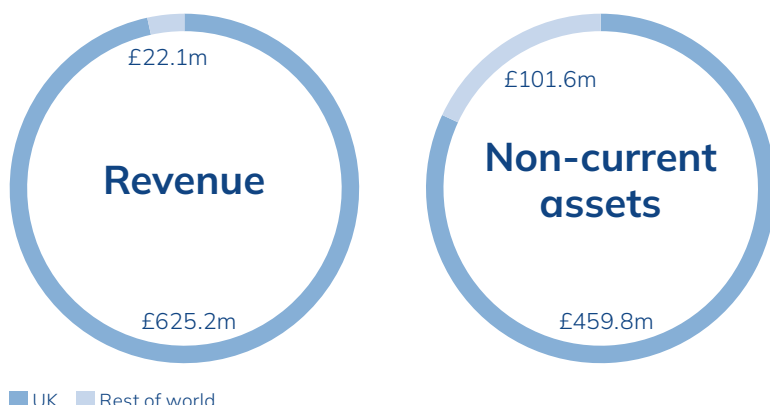 £22.1m
Revenue
£625.2m
£101.6m
Non-current
assets
£459.8m
UK
Rest of world